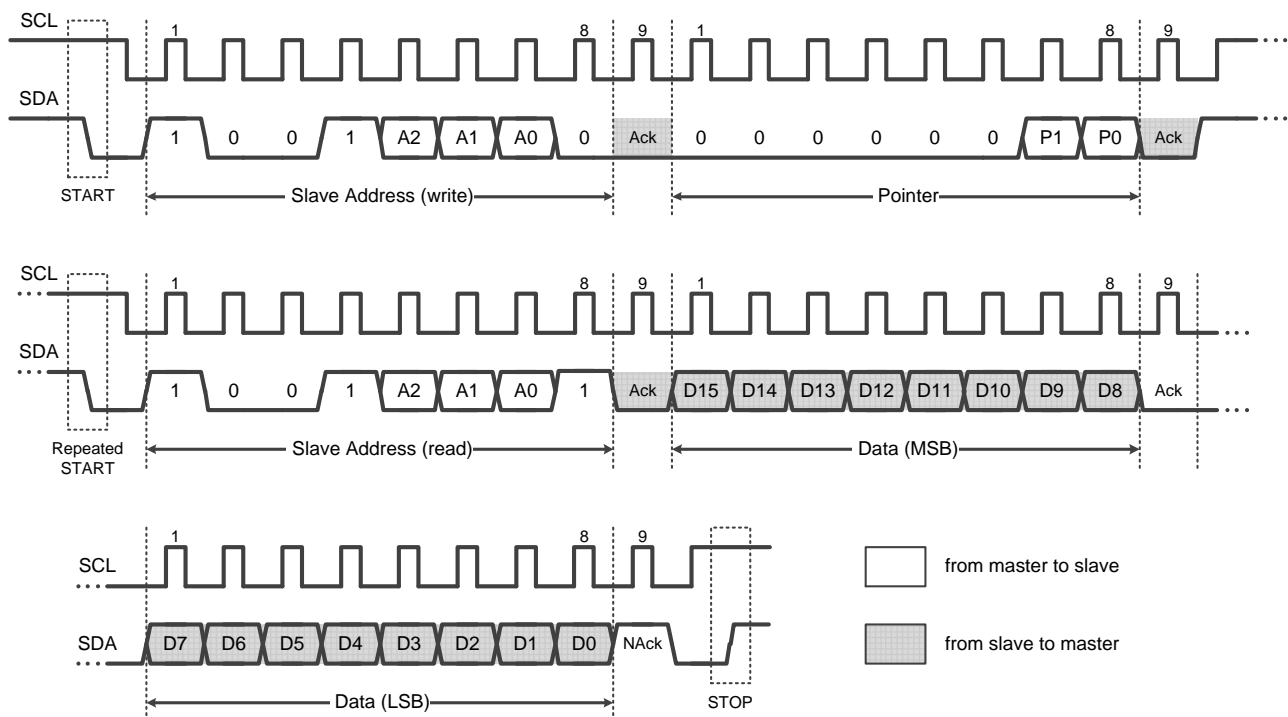 SCL 1 8 9 1 8 9
SDA 1 0 0 1 A2 A1 A0 0 Ack 0 0 0 0 0 0 P1 P0 Ack
START Slave Address (write) Pointer
SCL 1 8 9 1 8 9
SDA 1 0 0 1 A2 A1 A0 1 Ack D15 D14 D13 D12 D11 D10 D9 D8 Ack
Repeated
START
Slave Address (read) Data (MSB)
1 8 9
SCL
from master to slave
SDA D7 D6 D5 D4 D3 D2 D1 D0 NAck
from slave to master
Data (LSB) STOP